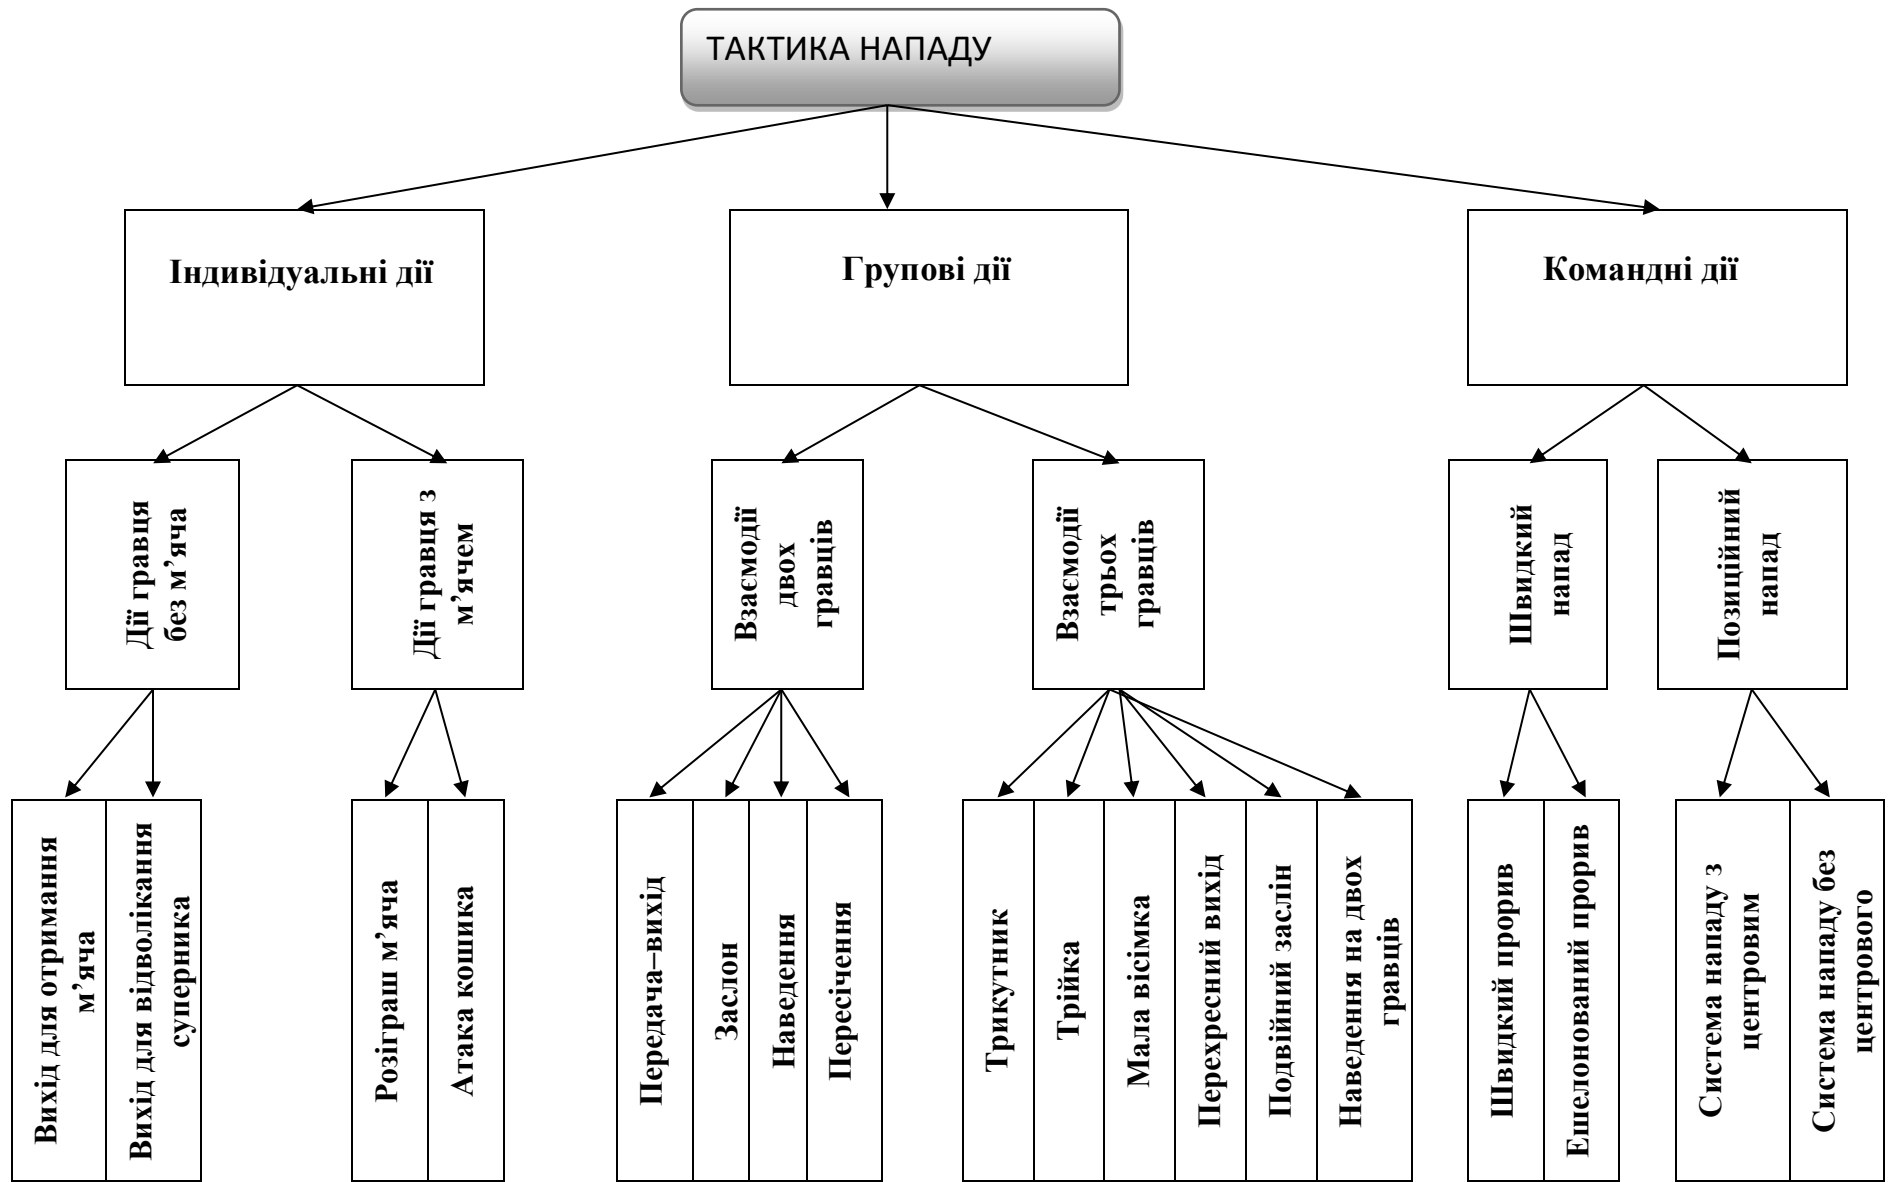 ТАКТИКА НАПАДУ
Індивідуальні дії
Групові дії
Командні дії
Дії гравця
без м’яча
Дії гравця з
м’ячем
Взаємодії
двох
гравців
Взаємодії
трьох
гравців
Швидкий
напад
Позиційний
напад
Вихід для отримання
м’яча
Вихід для відволікання
суперника
Розіграш м’яча
Атака кошика
Передача–вихід
Заслон
Наведення
Пересічення
Трикутник
Трійка
Мала вісімка
Перехресний вихід
Подвійний заслін
Наведення на двох
гравців
Швидкий прорив
Ешелонований прорив
Система нападу з
центровим
Система нападу без
центрового